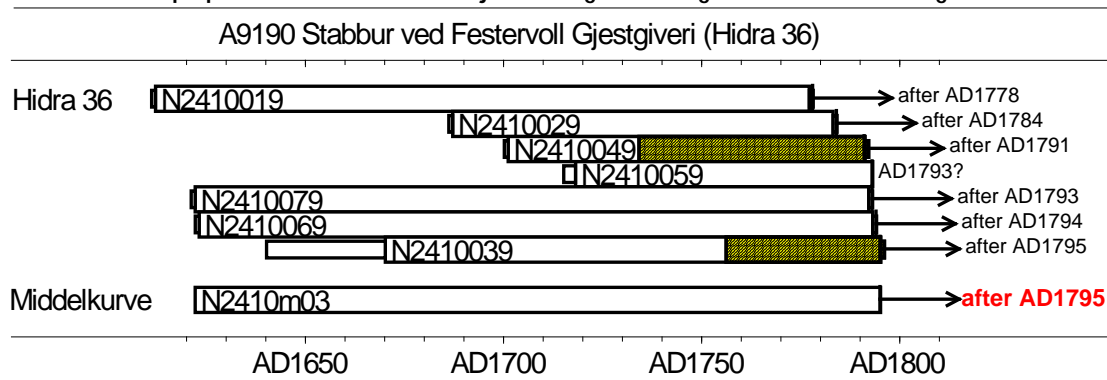 A9190 Stabbur ved Festervoll Gjestgiveri (Hidra 36)
Hidra 36
N2410019 after AD1778
N2410029 after AD1784
N2410049 after AD1791
N2410059 AD1793?
N2410079 after AD1793
N2410069 after AD1794
N2410039 after AD1795
Middelkurve N2410m03 after AD1795
AD1650 AD1700 AD1750 AD1800